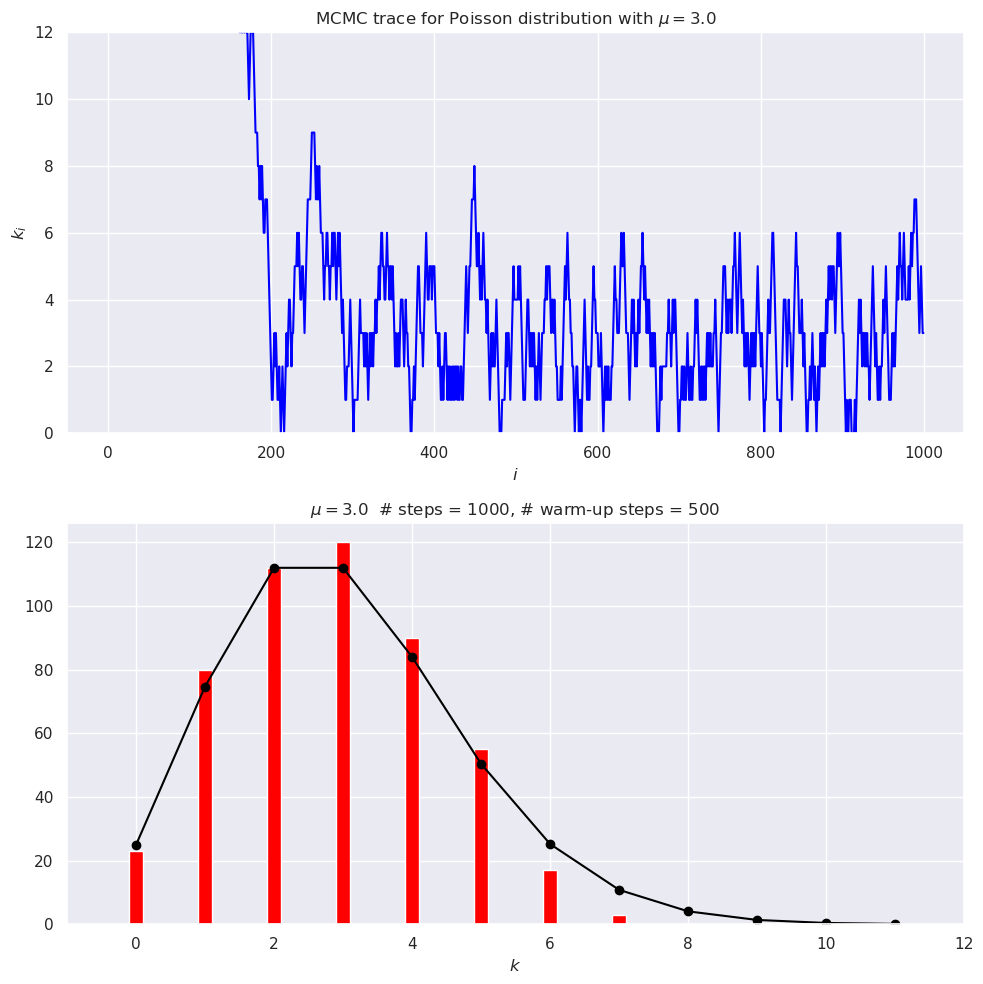 MCMC trace for Poisson distribution with μ = 3.0
12
10
8
6
4
2
0
k_i
0 200 400 600 800 1000
i
μ = 3.0 # steps = 1000, # warm-up steps = 500
120
100
80
60
40
20
0
0 2 4 6 8 10 12
k